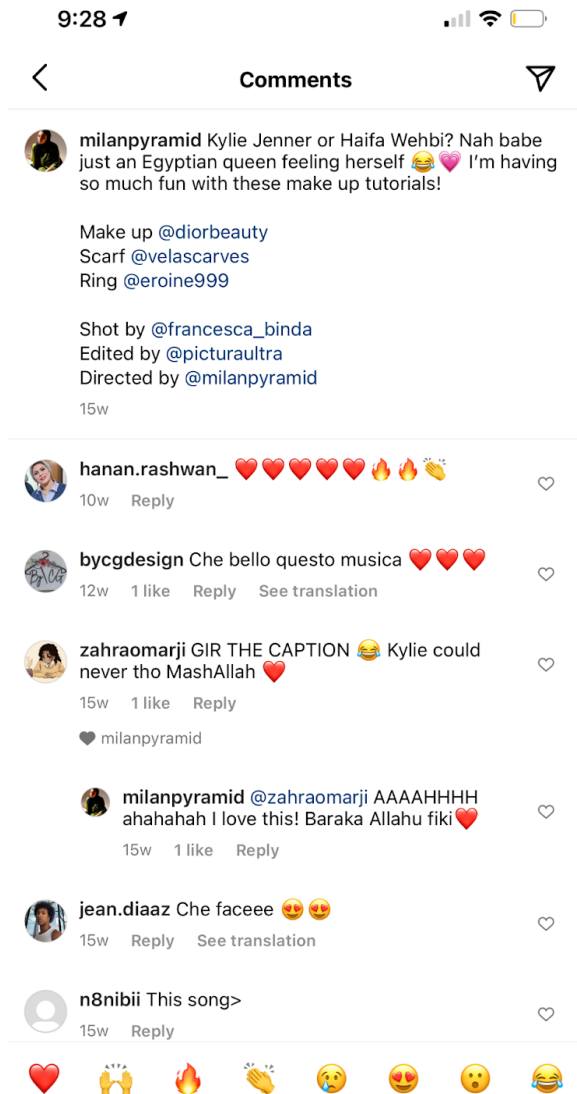 9:28
Comments
milanpyramid Kylie Jenner or Haifa Wehbi? Nah babe
just an Egyptian queen feeling herself 😂💗 I’m having
so much fun with these make up tutorials!
Make up @diorbeauty
Scarf @velascarves
Ring @eroine999
Shot by @francesca_binda
Edited by @picturaultra
Directed by @milanpyramid
15w
hanan.rashwan_ ❤️❤️❤️❤️❤️🔥🔥👏
10w Reply
bycgdesign Che bello questo musica ❤️❤️❤️
12w 1 like Reply See translation
zahraomarji GIR THE CAPTION 😂 Kylie could
never tho MashAllah ❤️
15w 1 like Reply
milanpyramid
milanpyramid @zahraomarji AAAAHHHH
ahahahah I love this! Baraka Allahu fiki❤️
15w 1 like Reply
jean.diaaz Che faceee 😍😍
15w Reply See translation
n8nibii This song>
15w Reply
❤️🙌🔥👏😢😍😮😂